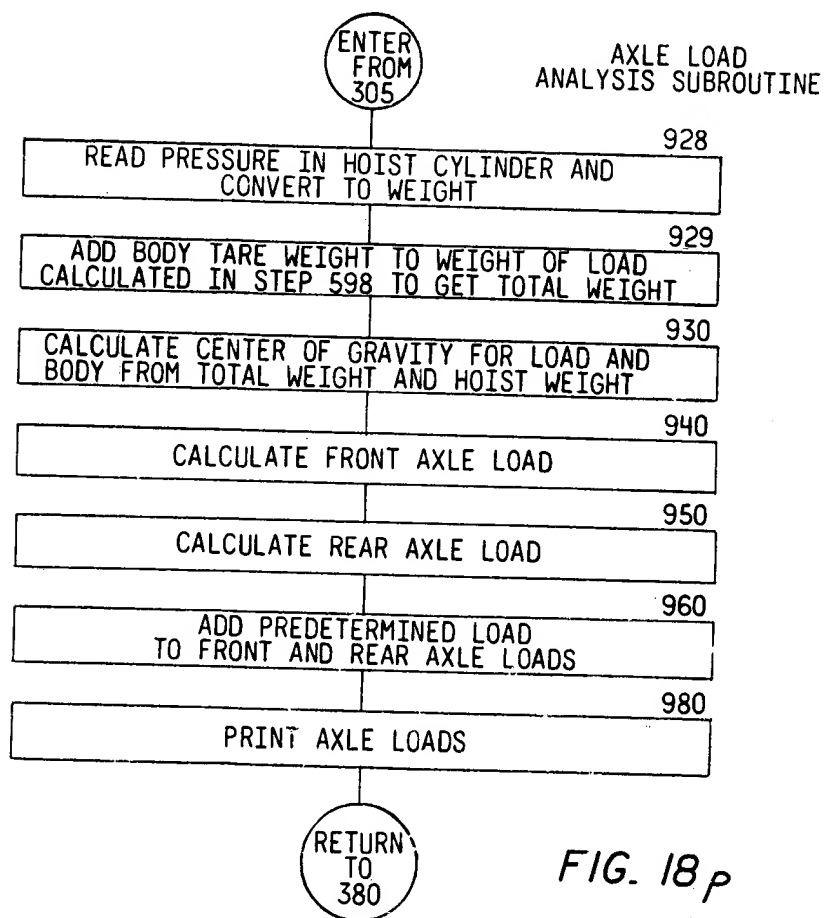 ENTER
FROM
305
AXLE LOAD
ANALYSIS SUBROUTINE
928
READ PRESSURE IN HOIST CYLINDER AND
CONVERT TO WEIGHT
929
ADD BODY TARE WEIGHT TO WEIGHT OF LOAD
CALCULATED IN STEP 598 TO GET TOTAL WEIGHT
930
CALCULATE CENTER OF GRAVITY FOR LOAD AND
BODY FROM TOTAL WEIGHT AND HOIST WEIGHT
940
CALCULATE FRONT AXLE LOAD
950
CALCULATE REAR AXLE LOAD
960
ADD PREDETERMINED LOAD
TO FRONT AND REAR AXLE LOADS
980
PRINT AXLE LOADS
RETURN
TO
380
FIG. 18p